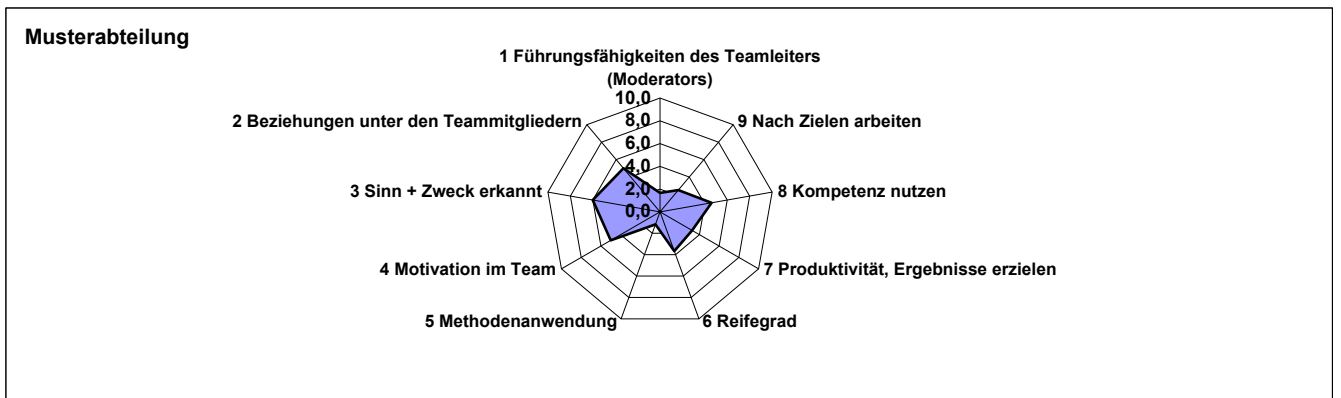 Musterabteilung
1 Führungsfähigkeiten des Teamleiters
(Moderators)
10,0
8,0
6,0
4,0
2,0
0,0
2 Beziehungen unter den Teammitgliedern
9 Nach Zielen arbeiten
3 Sinn + Zweck erkannt
8 Kompetenz nutzen
4 Motivation im Team
7 Produktivität, Ergebnisse erzielen
5 Methodenanwendung
6 Reifegrad